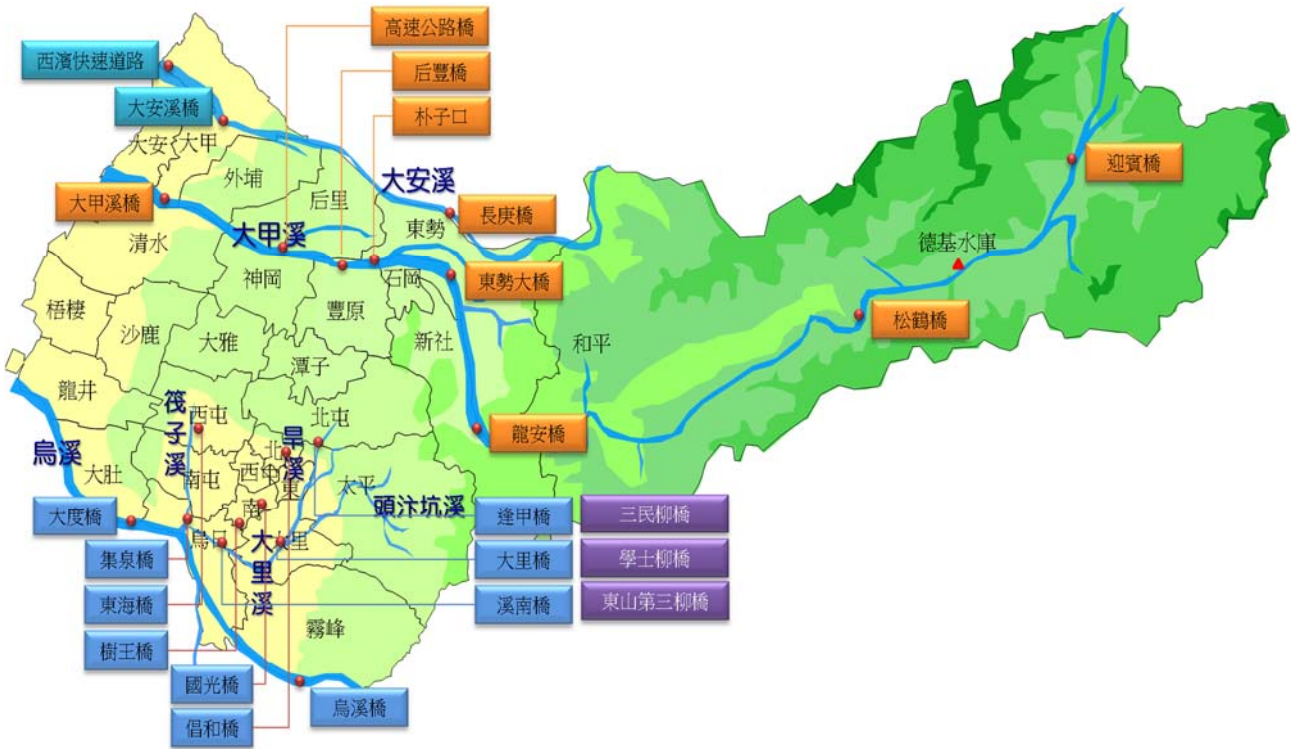 高速公路橋
西濱快速道路
后豐橋
大安溪橋
朴子口
大安
大甲
迎賓橋
外埔
大安溪
大甲溪橋
后里
長庚橋
東勢
大甲溪
清水
德基水庫
神岡
石岡
東勢大橋
梧棲
豐原
松鶴橋
沙鹿
大雅
新社
和平
潭子
龍井
筏子溪
西屯
北屯
旱溪
北
龍安橋
烏溪
大肚
南屯
西
中
東
太平
頭汴坑溪
南
大度橋
逢甲橋
三民柳橋
烏日
大里
大里溪
集泉橋
大里橋
學士柳橋
東海橋
溪南橋
東山第三柳橋
樹王橋
霧峰
國光橋
烏溪橋
倡和橋